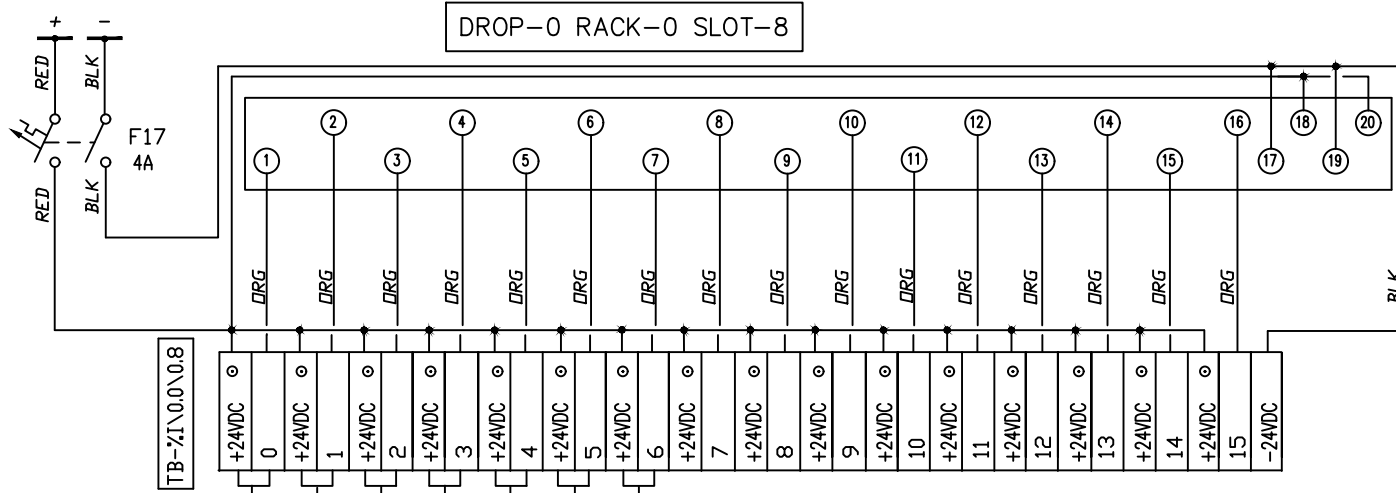 DROP-0 RACK-0 SLOT-8
+ -
RED BLK
F17
4A
RED BLK
2 4 6 8 10 12 14 16 18 20
1 3 5 7 9 11 13 15 17 19
ORG ORG ORG ORG ORG ORG ORG ORG ORG ORG ORG ORG ORG ORG ORG ORG BLK
TB-%I\0.0\0.8
+24VDC 0 +24VDC 1 +24VDC 2 +24VDC 3 +24VDC 4 +24VDC 5 +24VDC 6 +24VDC 7 +24VDC 8 +24VDC 9 +24VDC 10 +24VDC 11 +24VDC 12 +24VDC 13 +24VDC 14 +24VDC 15 -24VDC